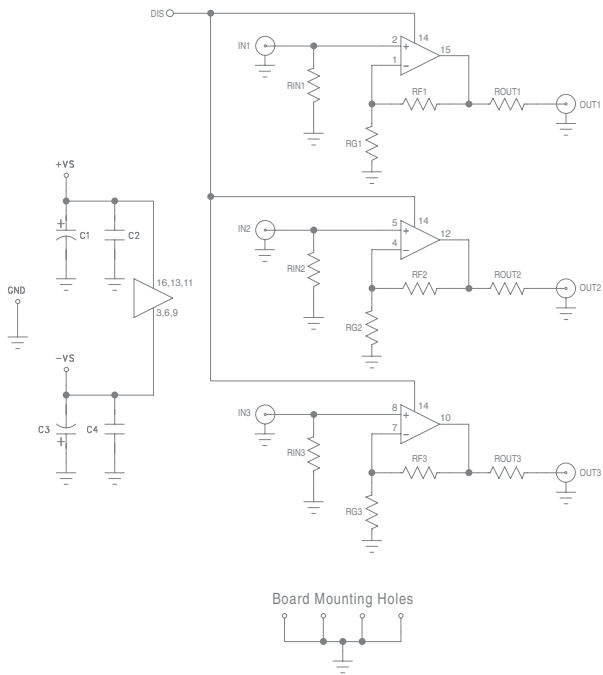 DIS
14
IN1
2
+
15
1
−
RIN1
RF1
ROUT1
OUT1
RG1
+VS
+
C1
C2
16,13,11
3,6,9
GND
−VS
C3
+
C4
14
IN2
5
+
12
4
−
RIN2
RF2
ROUT2
OUT2
RG2
14
IN3
8
+
10
7
−
RIN3
RF3
ROUT3
OUT3
RG3
Board Mounting Holes